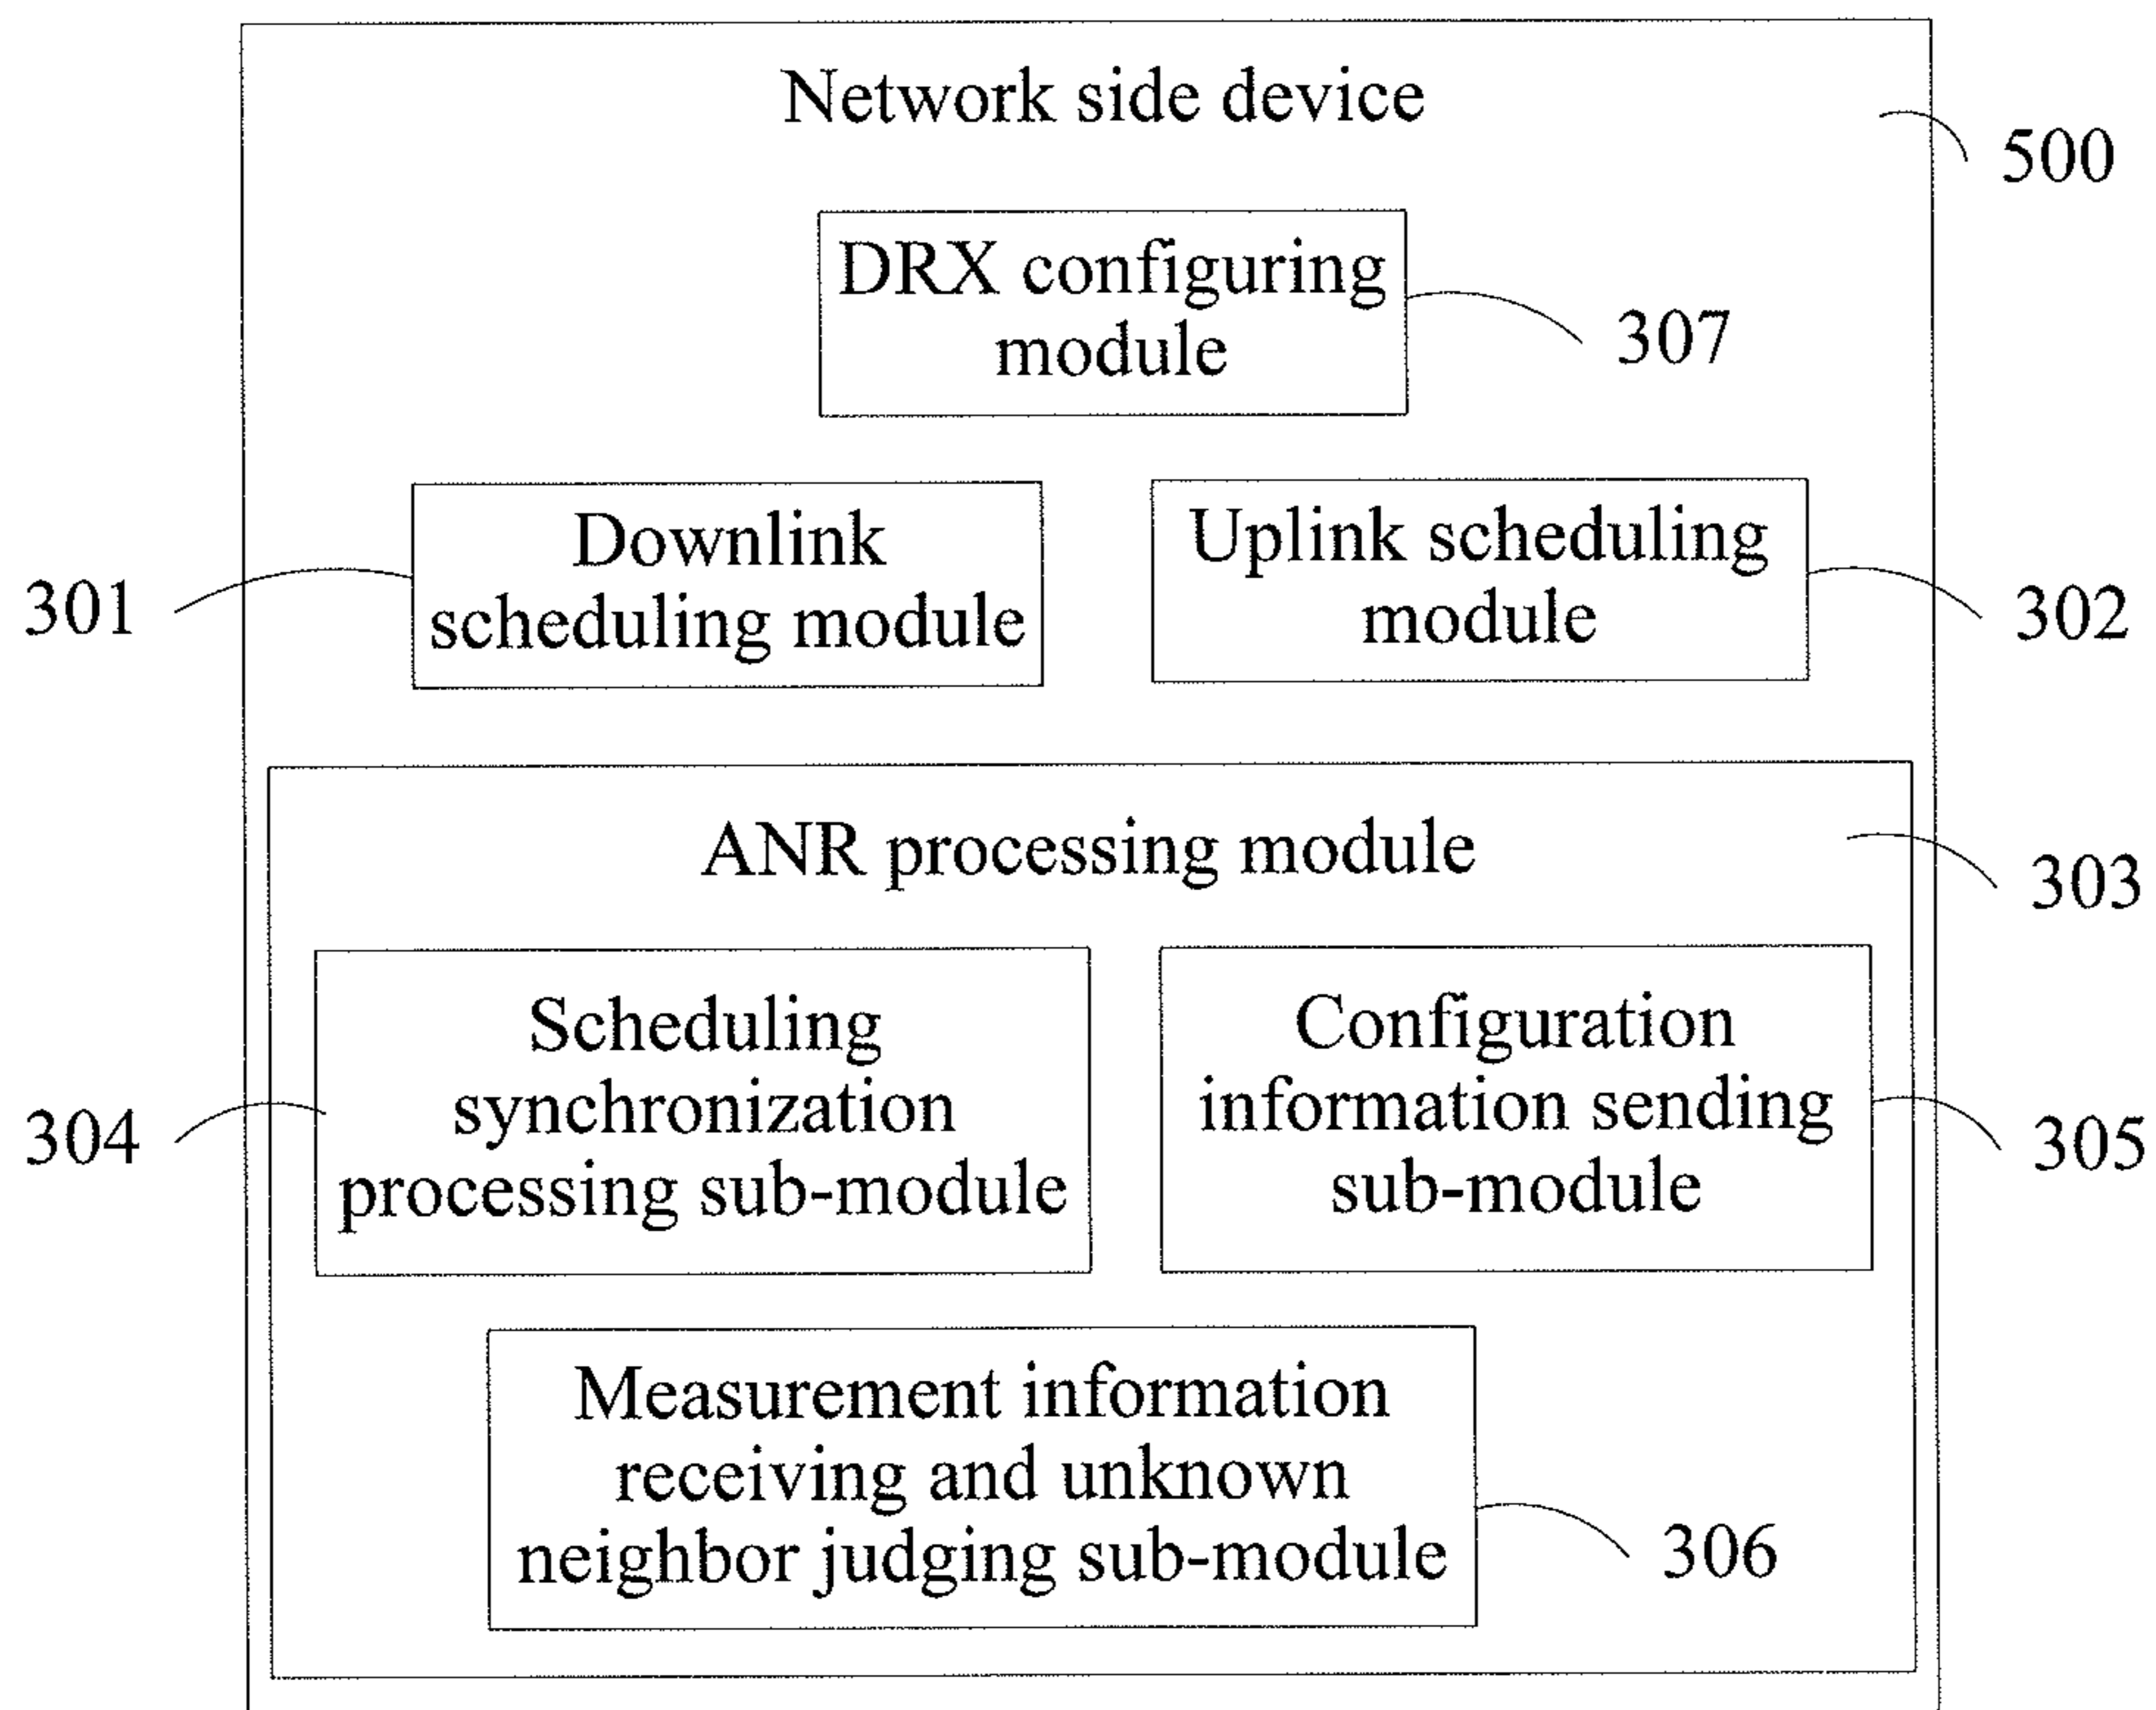 Network side device
500
DRX configuring
module
307
Downlink
scheduling module
301
Uplink scheduling
module
302
ANR processing module
303
Scheduling
synchronization
processing sub-module
304
Configuration
information sending
sub-module
305
Measurement information
receiving and unknown
neighbor judging sub-module
306